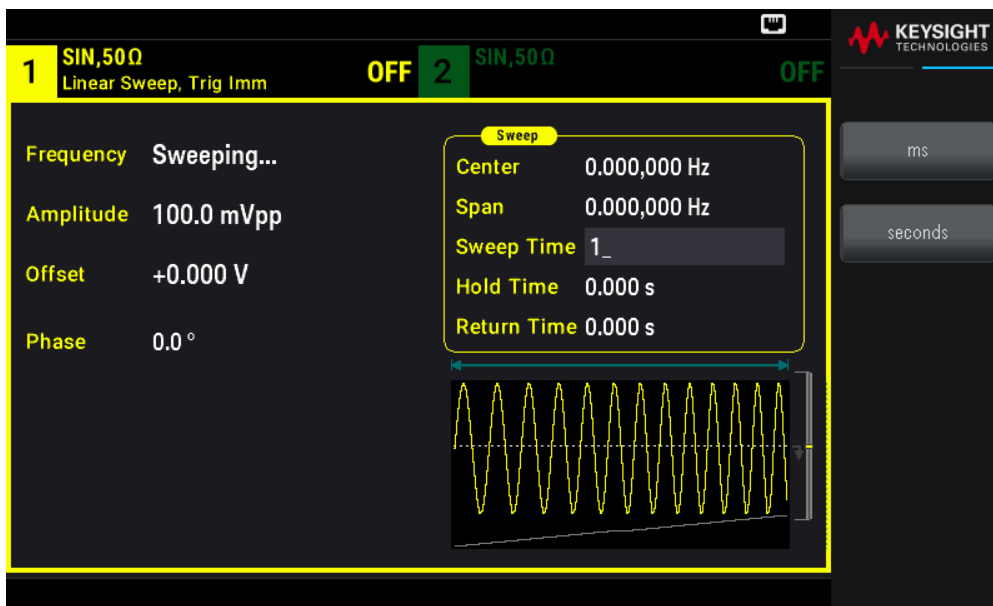 KEYSIGHT
TECHNOLOGIES
1
SIN,50Ω
Linear Sweep, Trig Imm
OFF
2
SIN,50Ω
OFF
Frequency Sweeping...
Amplitude 100.0 mVpp
Offset +0.000 V
Phase 0.0 °
Sweep
Center 0.000,000 Hz
Span 0.000,000 Hz
Sweep Time 1_
Hold Time 0.000 s
Return Time 0.000 s
ms
seconds